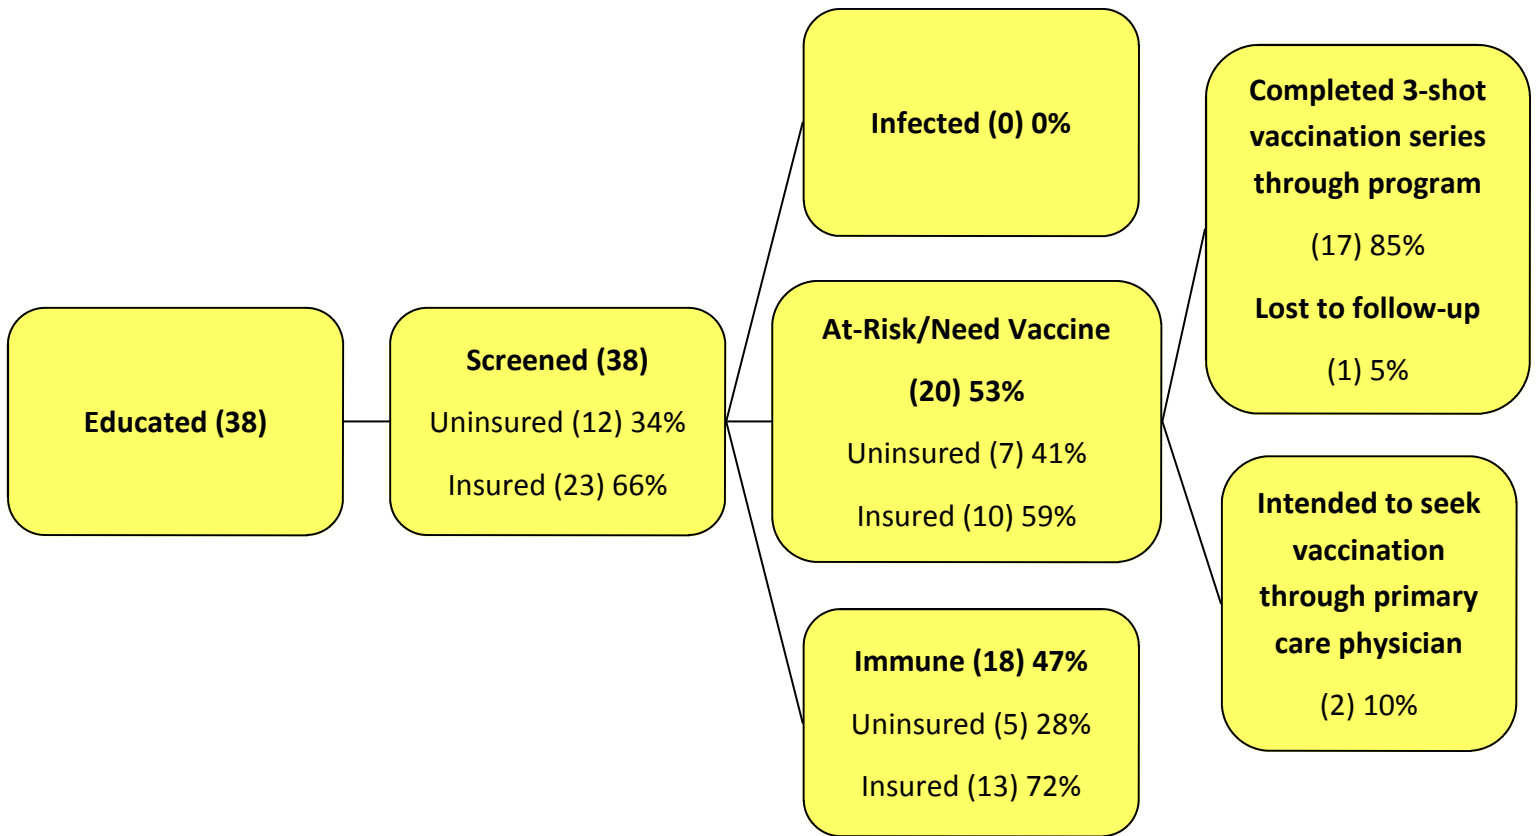 Educated (38)
Screened (38)
Uninsured (12) 34%
Insured (23) 66%
Infected (0) 0%
At-Risk/Need Vaccine
(20) 53%
Uninsured (7) 41%
Insured (10) 59%
Immune (18) 47%
Uninsured (5) 28%
Insured (13) 72%
Completed 3-shot
vaccination series
through program
(17) 85%
Lost to follow-up
(1) 5%
Intended to seek
vaccination
through primary
care physician
(2) 10%